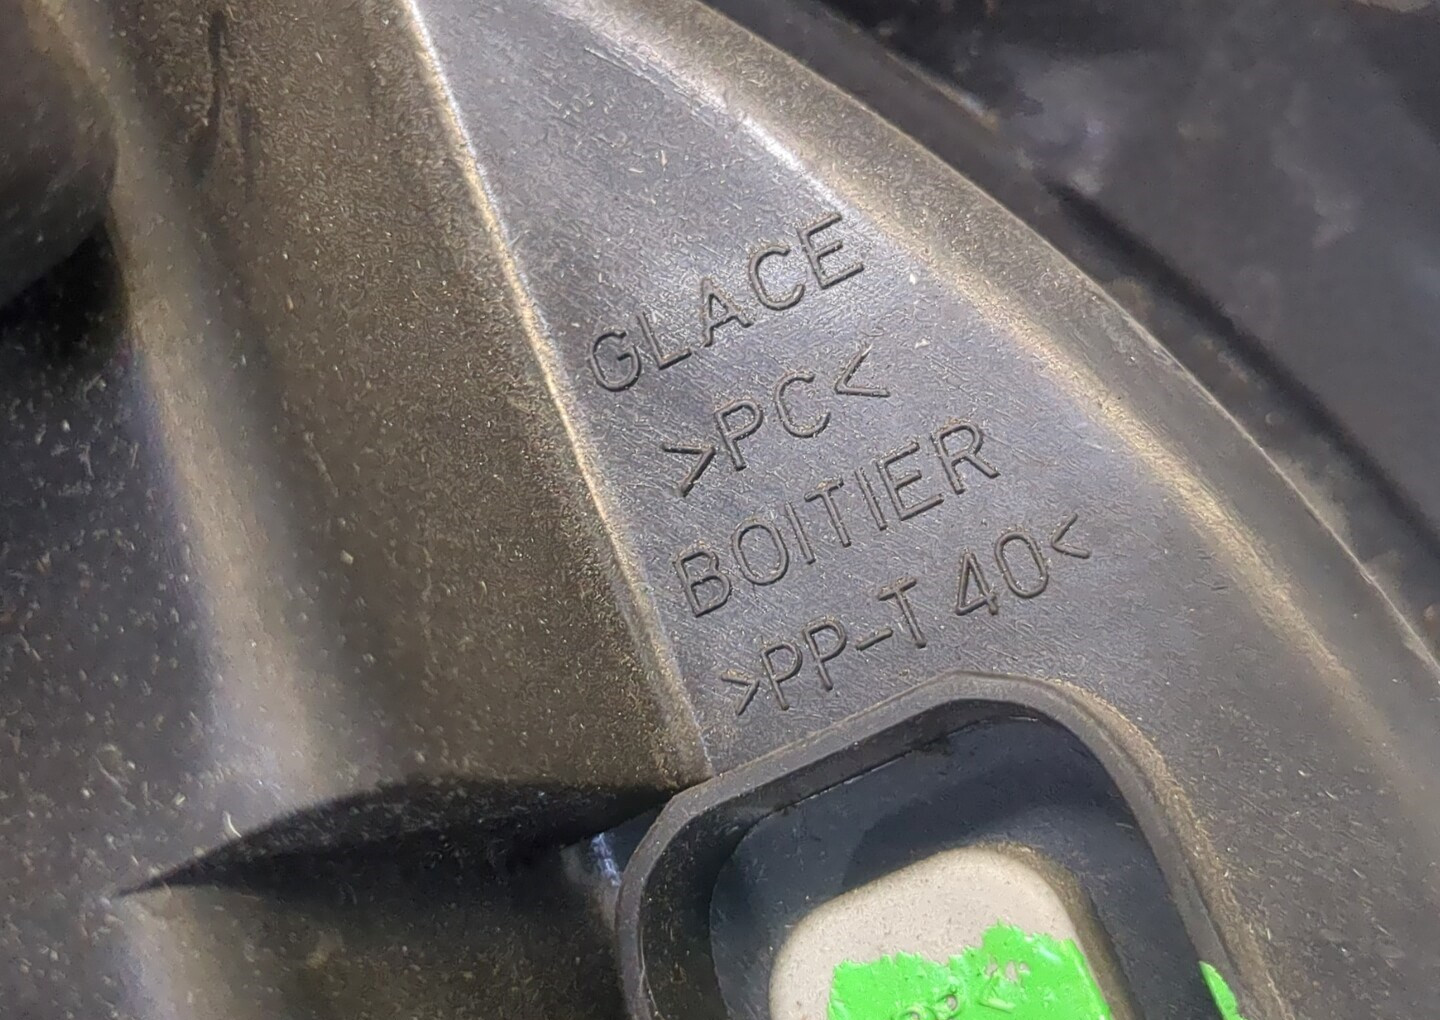 GLACE
>PC<
BOITIER
>PP-T 40<